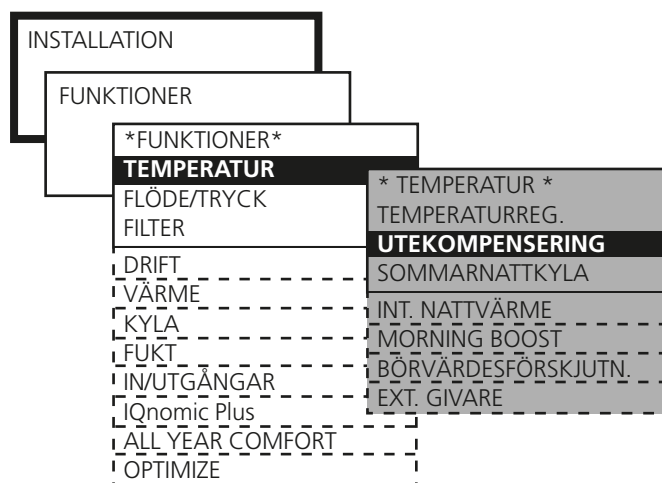 INSTALLATION
FUNKTIONER
*FUNKTIONER*
TEMPERATUR
FLÖDE/TRYCK
FILTER
DRIFT
VÄRME
KYLA
FUKT
IN/UTGÅNGAR
IQnomic Plus
ALL YEAR COMFORT
OPTIMIZE
* TEMPERATUR *
TEMPERATURREG.
UTEKOMPENSERING
SOMMARNATTKYLA
INT. NATTVÄRME
MORNING BOOST
BÖRVÄRDESFÖRSKJUTN.
EXT. GIVARE